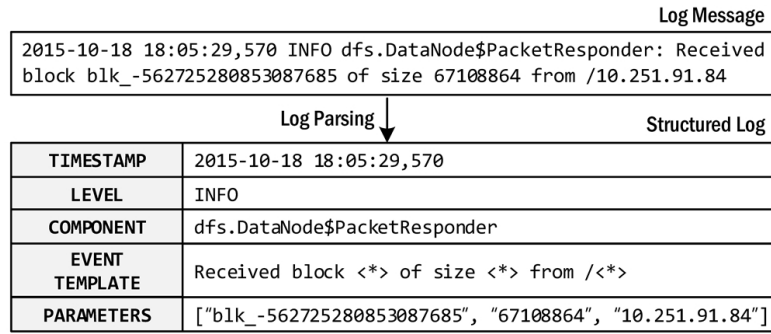 Log Message
2015-10-18 18:05:29,570 INFO dfs.DataNode$PacketResponder: Received
block blk_-562725280853087685 of size 67108864 from /10.251.91.84
Log Parsing
Structured Log
TIMESTAMP 2015-10-18 18:05:29,570
LEVEL INFO
COMPONENT dfs.DataNode$PacketResponder
EVENT
TEMPLATE Received block <*> of size <*> from /<*>
PARAMETERS ["blk_-562725280853087685", "67108864", "10.251.91.84"]